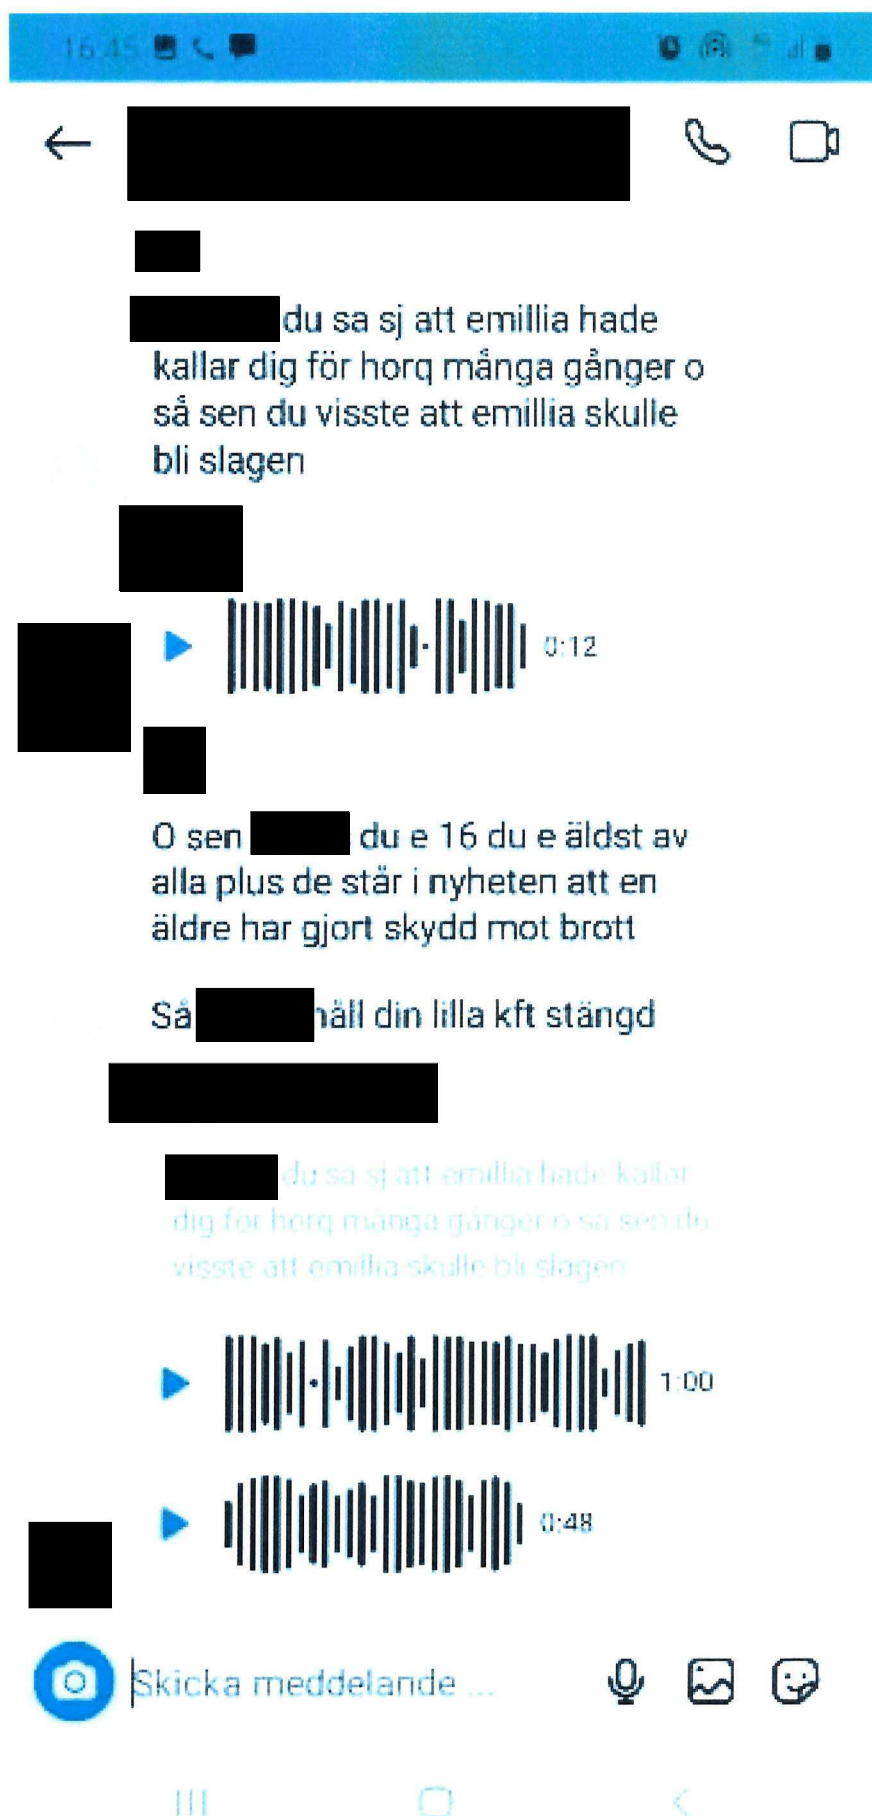 16:45
du sa sj att emillia hade
kallar dig för horq många gånger o
så sen du visste att emillia skulle
bli slagen
0:12
O sen du e 16 du e äldst av
alla plus de står i nyheten att en
äldre har gjort skydd mot brott
Så håll din lilla kft stängd
du sa sj att emillia hade kallar
dig för horq många gånger o så sen du
visste att emillia skulle bli slagen
1:00
0:48
Skicka meddelande ...